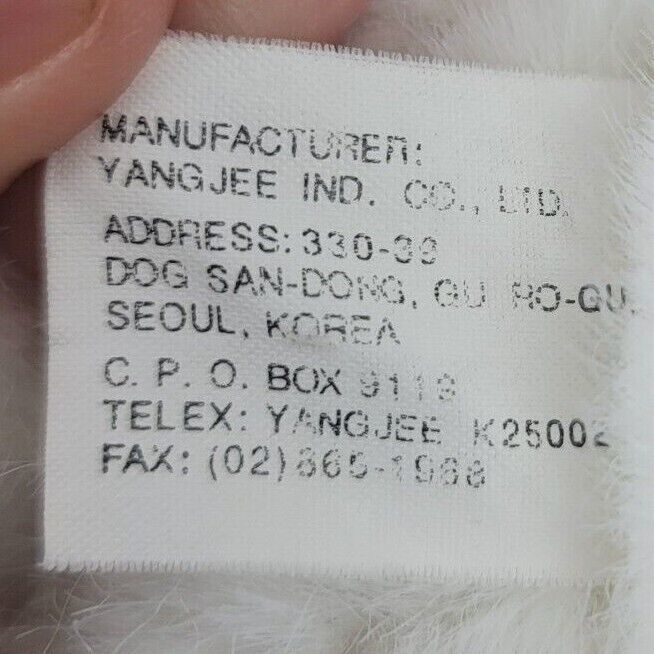 MANUFACTURER:
YANGJEE IND. CO., LTD.
ADDRESS: 330-39
DOG SAN-DONG, GU RO-GU,
SEOUL, KOREA
C. P. O. BOX 9119
TELEX: YANGJEE K25002
FAX: (02) 865-1988